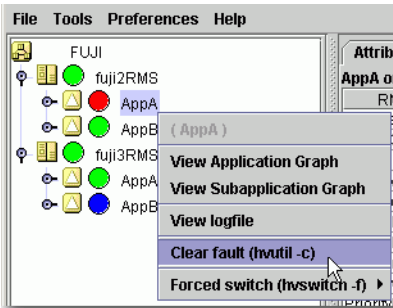 File Tools Preferences Help
FUJI
Attrib
fuji2RMS
AppA o
AppA
AppB
( AppA )
fuji3RMS
View Application Graph
AppA
View Subapplication Graph
AppB
View logfile
Clear fault (hvutil -c)
Forced switch (hvswitch -f)